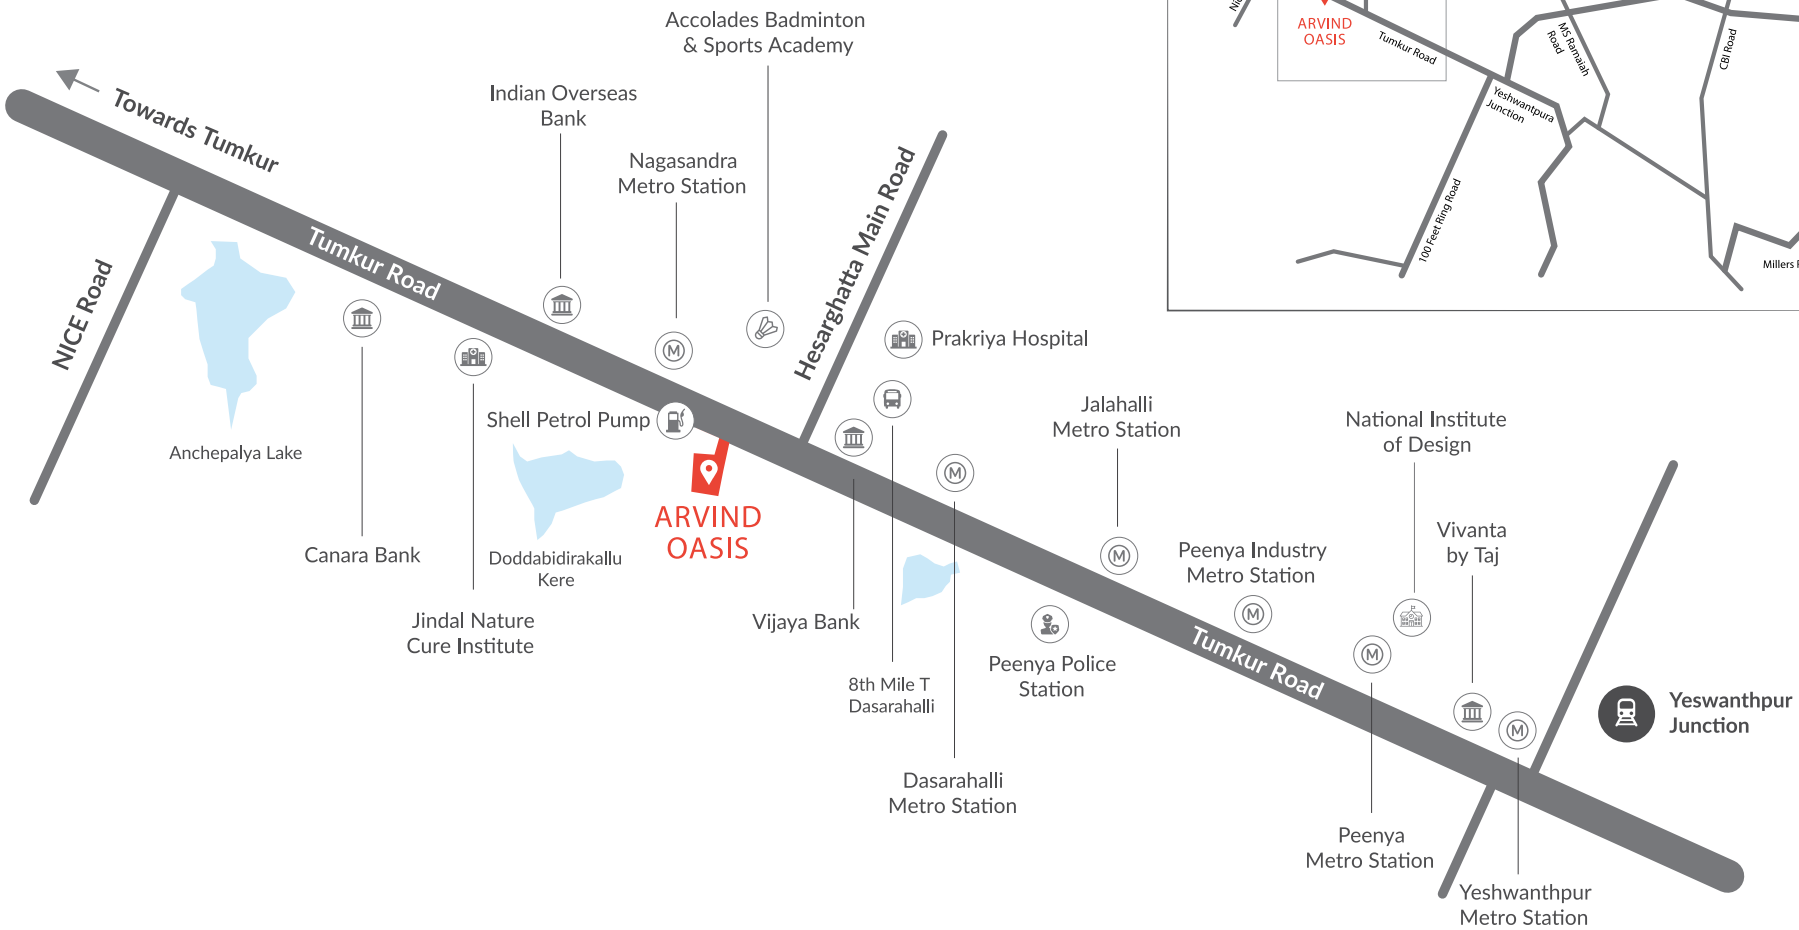 Accolades Badminton
& Sports Academy
ARVIND
OASIS
Tumkur Road
MS Ramaiah
Road
CBI Road
Yeshwantpura
Junction
100 Feet Ring Road
Towards Tumkur
Indian Overseas
Bank
Nagasandra
Metro Station
Hesarghatta Main Road
NICE Road
Tumkur Road
Prakriya Hospital
Shell Petrol Pump
Anchepalya Lake
Jalahalli
Metro Station
National Institute
of Design
ARVIND
OASIS
Canara Bank
Doddabidirakallu
Kere
Vivanta
by Taj
Peenya Industry
Metro Station
Jindal Nature
Cure Institute
Vijaya Bank
Peenya Police
Station
Tumkur Road
8th Mile T
Dasarahalli
Yeswanthpur
Junction
Dasarahalli
Metro Station
Peenya
Metro Station
Yeshwanthpur
Metro Station
Millers
M
M
M
M
M
M